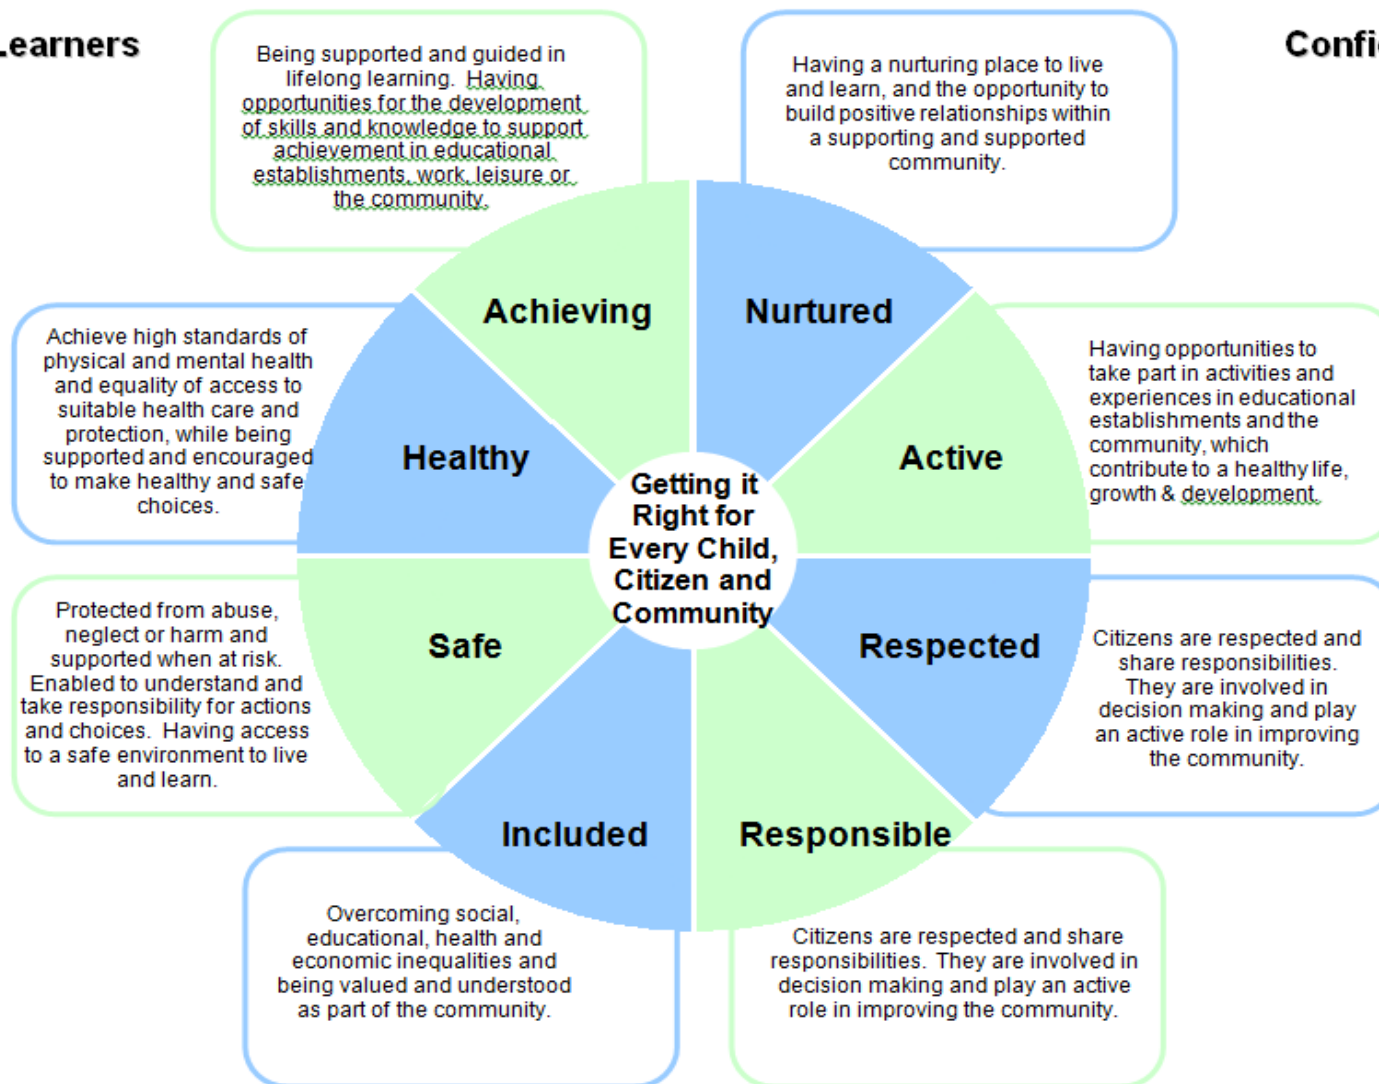 Learners
Being supported and guided in
lifelong learning. Having
opportunities for the development
of skills and knowledge to support
achievement in educational
establishments, work, leisure or
the community.
Having a nurturing place to live
and learn, and the opportunity to
build positive relationships within
a supporting and supported
community.
Achieving
Nurtured
Achieve high standards of
physical and mental health
and equality of access to
suitable health care and
protection, while being
supported and encouraged
to make healthy and safe
choices.
Healthy
Active
Having opportunities to
take part in activities and
experiences in educational
establishments and the
community, which
contribute to a healthy life,
growth & development.
Getting it
Right for
Every Child,
Citizen and
Community
Protected from abuse,
neglect or harm and
supported when at risk.
Enabled to understand and
take responsibility for actions
and choices. Having access
to a safe environment to live
and learn.
Safe
Respected
Citizens are respected and
share responsibilities.
They are involved in
decision making and play
an active role in improving
the community.
Included
Responsible
Overcoming social,
educational, health and
economic inequalities and
being valued and understood
as part of the community.
Citizens are respected and share
responsibilities. They are involved in
decision making and play an active
role in improving the community.